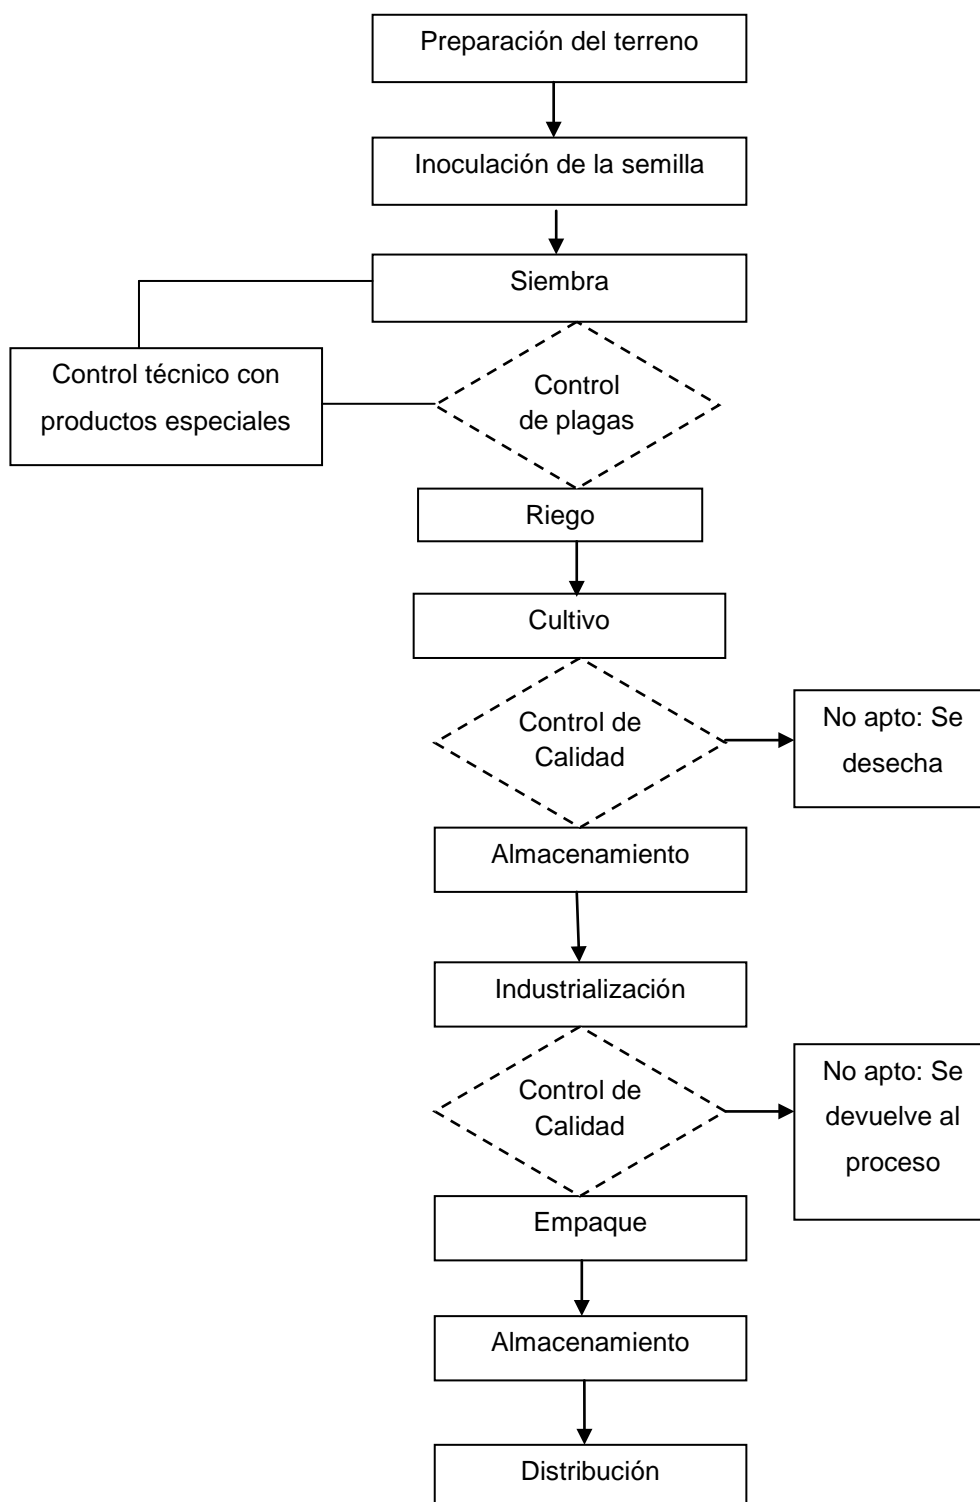 Preparación del terreno
Inoculación de la semilla
Siembra
Control técnico con
productos especiales
Control
de plagas
Riego
Cultivo
Control de
Calidad
No apto: Se
desecha
Almacenamiento
Industrialización
Control de
Calidad
No apto: Se
devuelve al
proceso
Empaque
Almacenamiento
Distribución